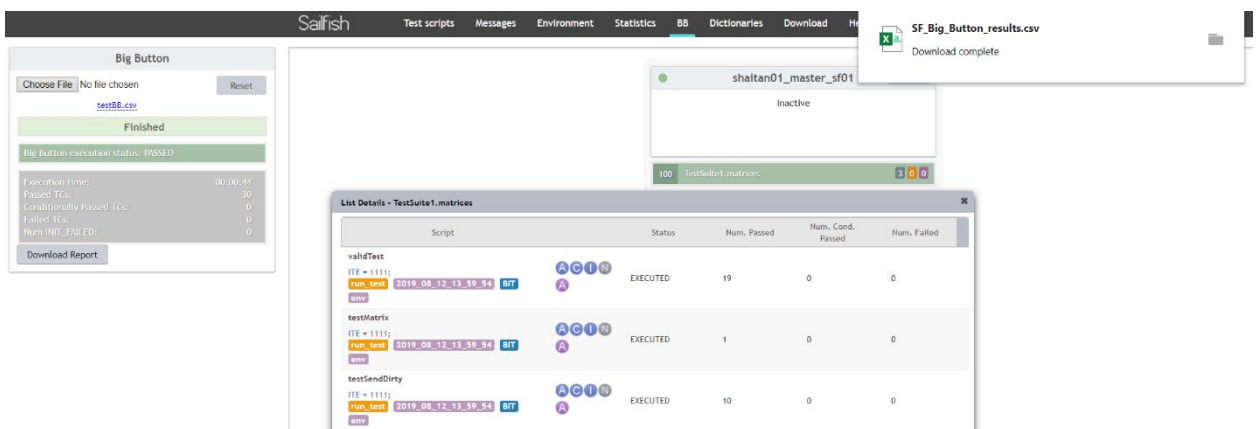 Sailfish
Test scripts Messages Environment Statistics BB Dictionaries Download He
SF_Big_Button_results.csv
Download complete
Big Button
Choose File No file chosen Reset
testBB.csv
Finished
Big Button execution status: PASSED
Execution time: 00:00:44
Passed TCs: 30
Conditionally Passed TCs: 0
Failed TCs: 0
Num INIT_FAILED: 0
Download Report
shaitan01_master_sf01
Inactive
100 TestSuite1.matrices 3 0 0
List Details - TestSuite1.matrices
Script Status Num. Passed Num. Cond. Passed Num. Failed
validTest
ITE = 1111; A C I N
run_test 2019_08_12_13_59_54 BIT A EXECUTED 19 0 0
env
testMatrix
ITE = 1111; A C I N
run_test 2019_08_12_13_59_54 BIT A EXECUTED 1 0 0
env
testSendDirty
ITE = 1111; A C I N
run_test 2019_08_12_13_59_54 BIT A EXECUTED 10 0 0
env